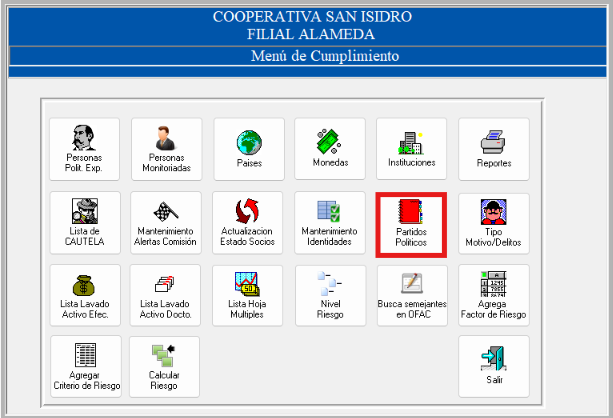 COOPERATIVA SAN ISIDRO
FILIAL ALAMEDA
Menú de Cumplimiento
Personas
Polit. Exp.
Personas
Monitoriadas
Paises
Monedas
Instituciones
Reportes
Lista de
CAUTELA
Mantenimiento
Alertas Comisión
Actualizacion
Estado Socios
Mantenimiento
Identidades
Partidos
Políticos
Tipo
Motivo/Delitos
Lista Lavado
Activo Efec.
Lista Lavado
Activo Docto.
Lista Hoja
Multiples
Nivel
Riesgo
Busca semejantes
en OFAC
Agrega
Factor de Riesgo
Agregar
Criterio de Riesgo
Calcular
Riesgo
Salir